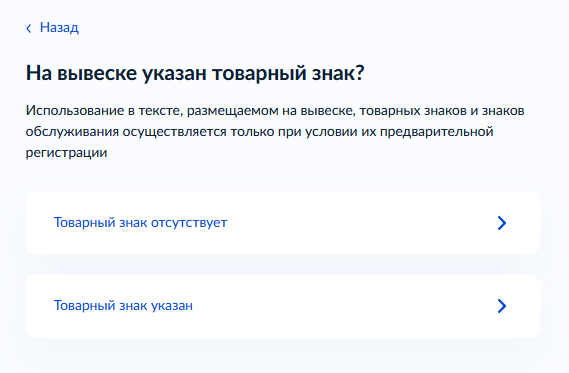 Назад
На вывеске указан товарный знак?
Использование в тексте, размещаемом на вывеске, товарных знаков и знаков
обслуживания осуществляется только при условии их предварительной
регистрации
Товарный знак отсутствует
Товарный знак указан